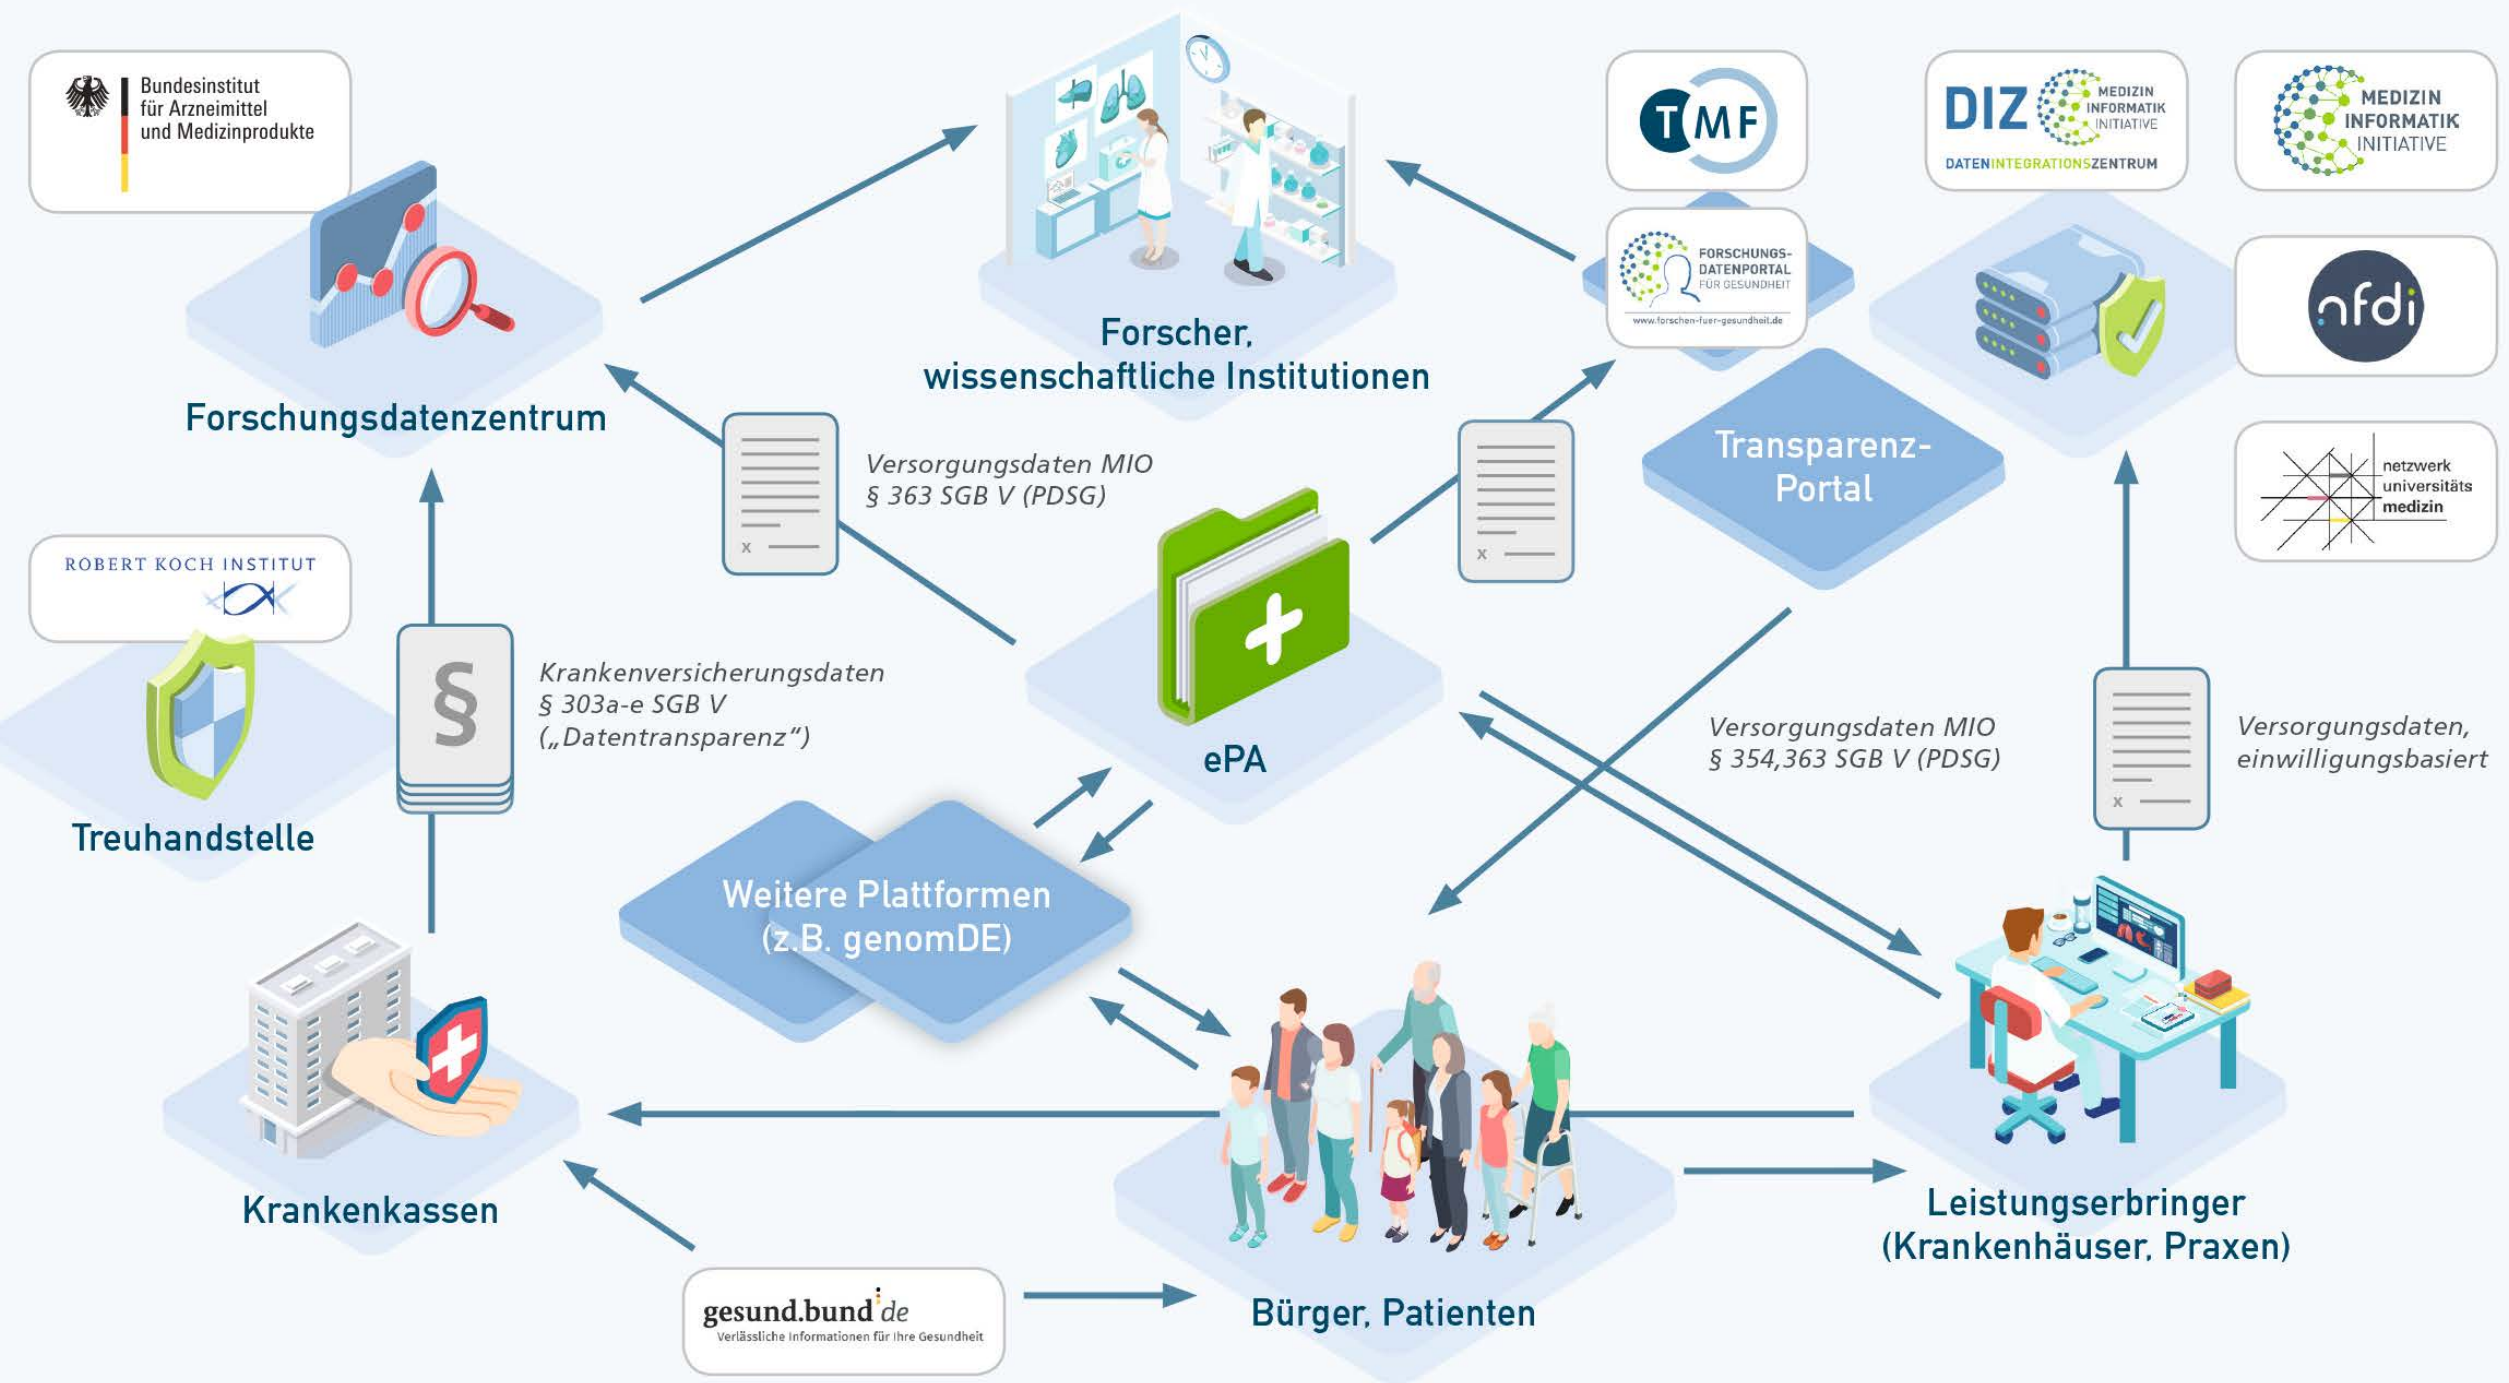 Bundesinstitut
für Arzneimittel
und Medizinprodukte
Forschungsdatenzentrum
Forscher,
wissenschaftliche Institutionen
TMF
FORSCHUNGS-
DATENPORTAL
FÜR GESUNDHEIT
www.forschen-fuer-gesundheit.de
DIZ
MEDIZIN
INFORMATIK
INITIATIVE
DATENINTEGRATIONSZENTRUM
MEDIZIN
INFORMATIK
INITIATIVE
nfdi
netzwerk
universitäts
medizin
Transparenz-
Portal
Versorgungsdaten MIO
§ 363 SGB V (PDSG)
x
x
ROBERT KOCH INSTITUT
Treuhandstelle
§
Krankenversicherungsdaten
§ 303a-e SGB V
(„Datentransparenz“)
ePA
Versorgungsdaten MIO
§ 354,363 SGB V (PDSG)
x
Versorgungsdaten,
einwilligungsbasiert
Weitere Plattformen
(z.B. genomDE)
Krankenkassen
gesund.bund.de
Verlässliche Informationen für Ihre Gesundheit
Bürger, Patienten
Leistungserbringer
(Krankenhäuser, Praxen)